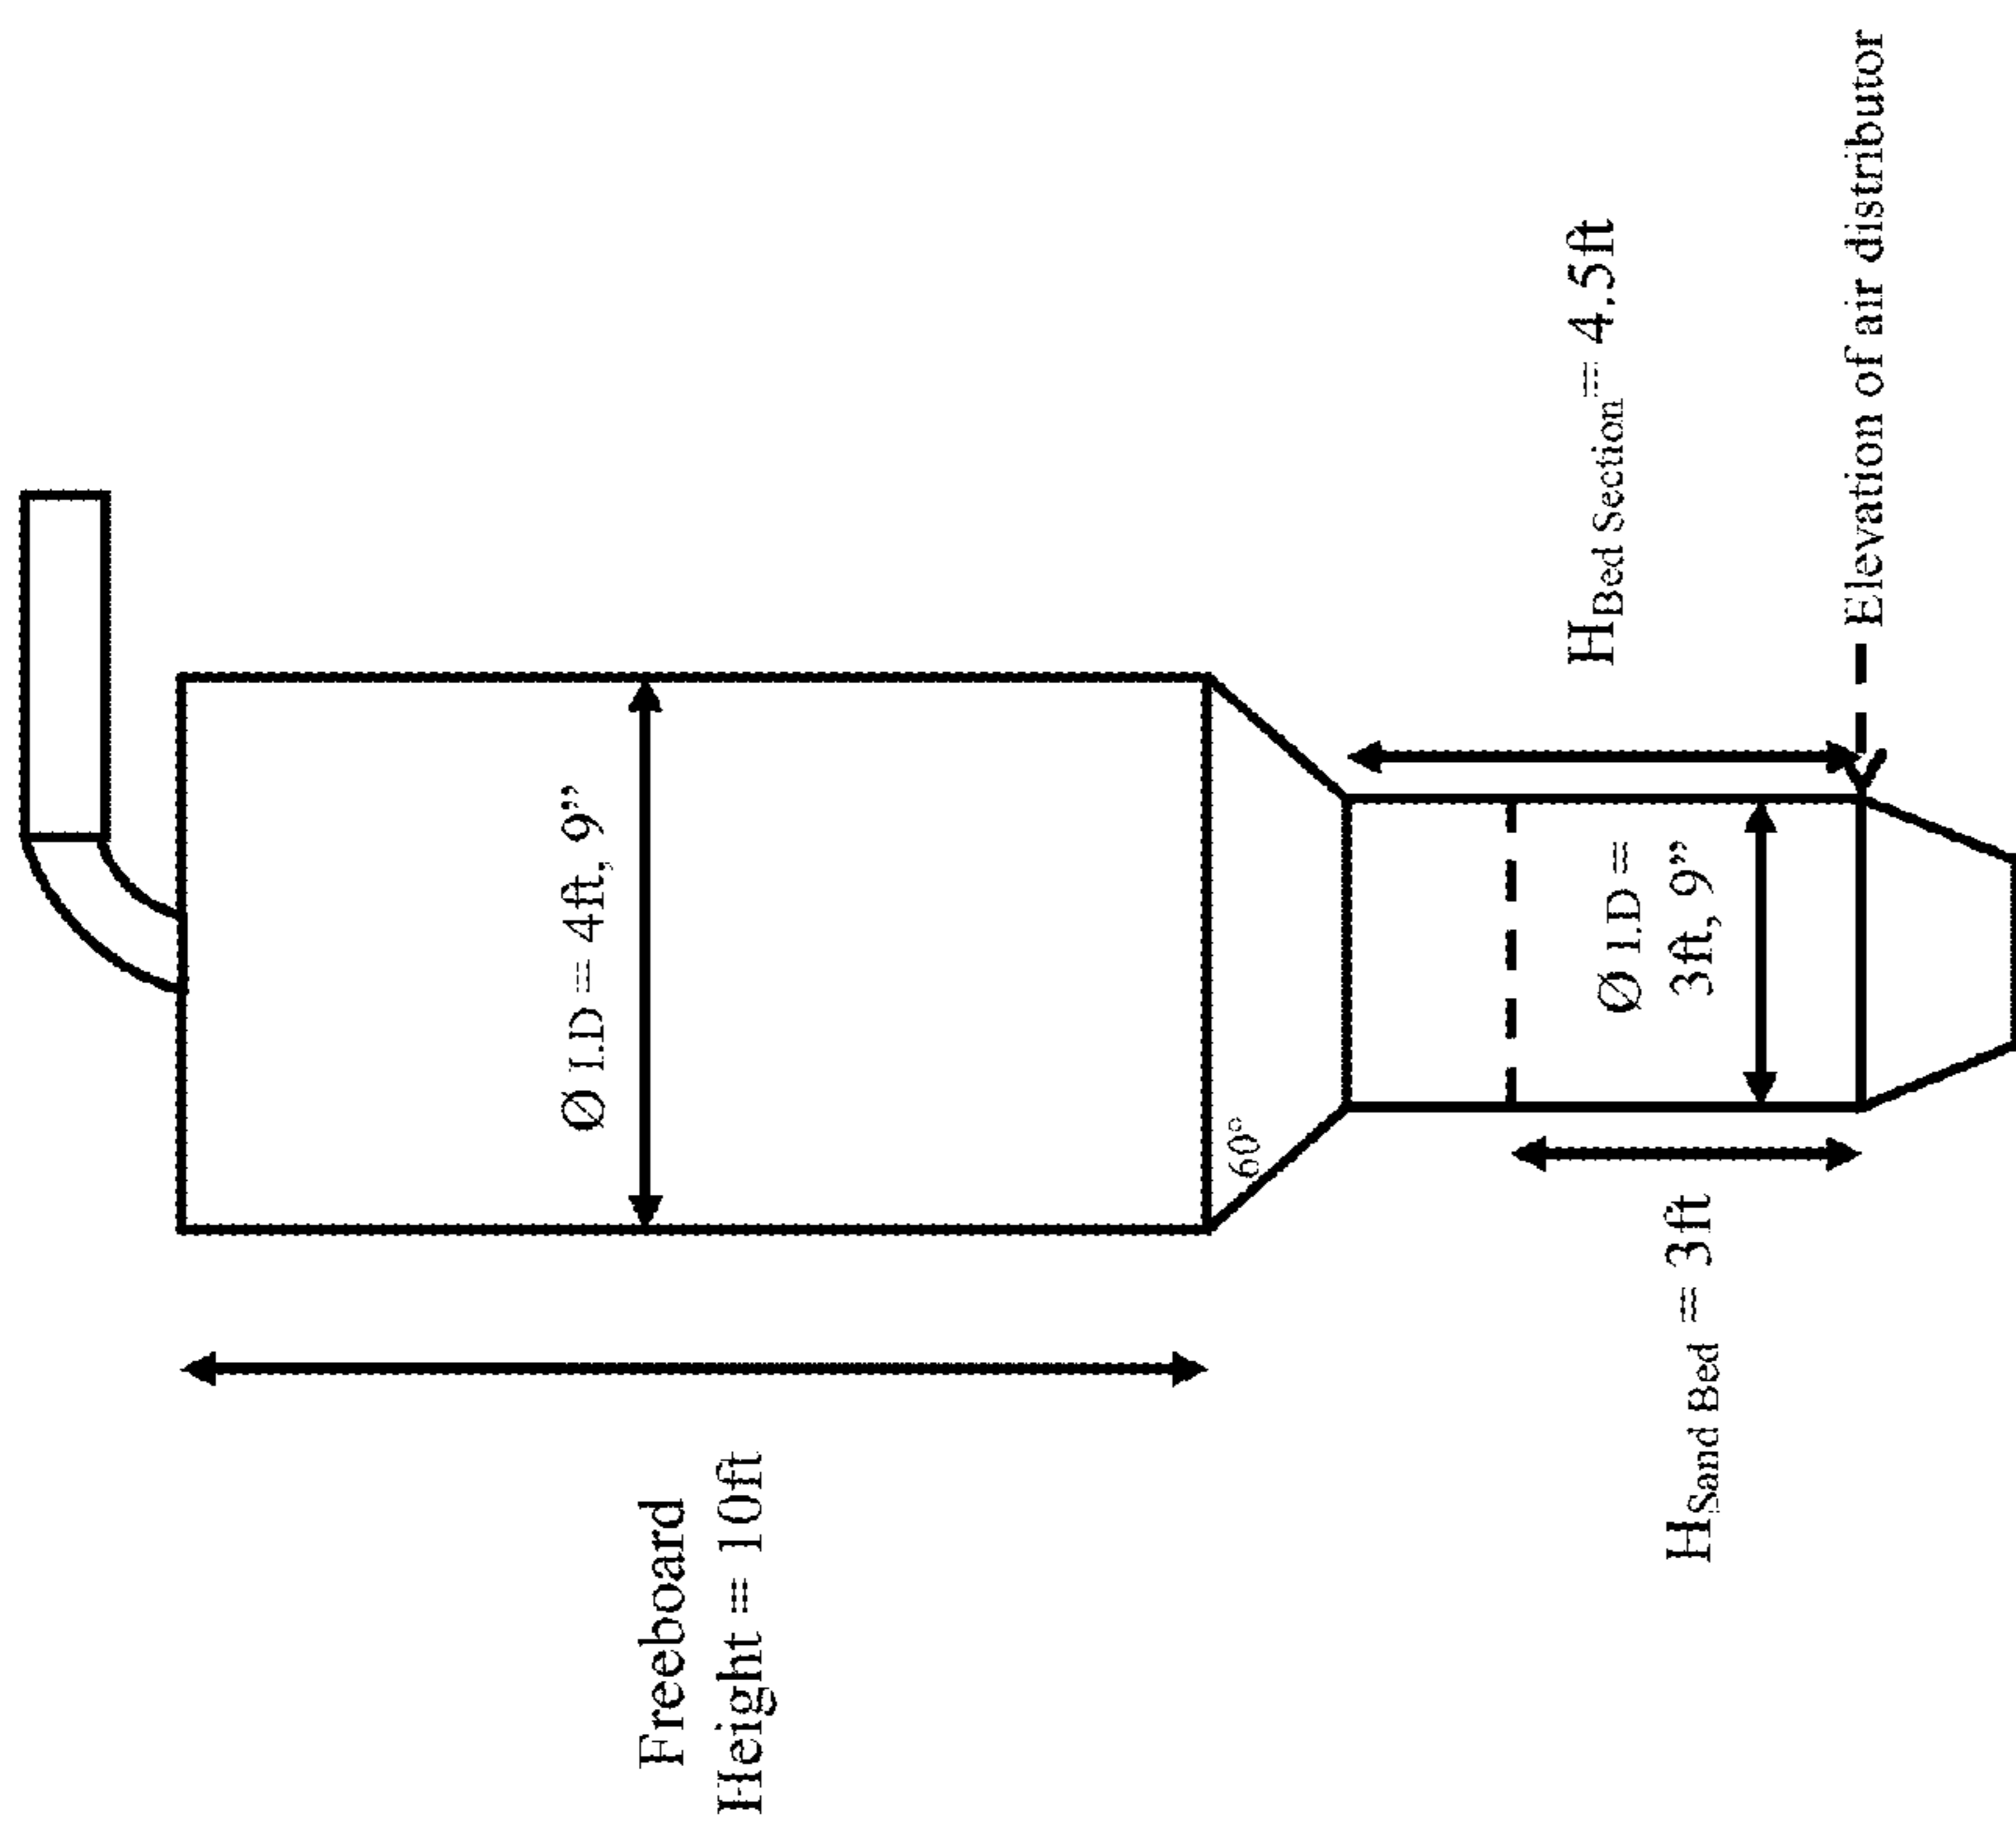 Freeboard
Height = 10ft
Ø I.D = 4ft, 9”
60°
HBed Section = 4.5ft
Ø I.D =
3ft, 9”
HSand Bed = 3ft
Elevation of air distributor